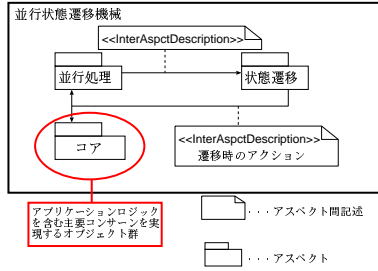 並行状態遷移機械
<<InterAspctDescription>>
並行処理
状態遷移
コア
<<InterAspctDescription>>
遷移時のアクション
アプリケーションロジック
を含む主要コンサーンを実
現するオブジェクト群
・・・アスペクト間記述
・・・アスペクト